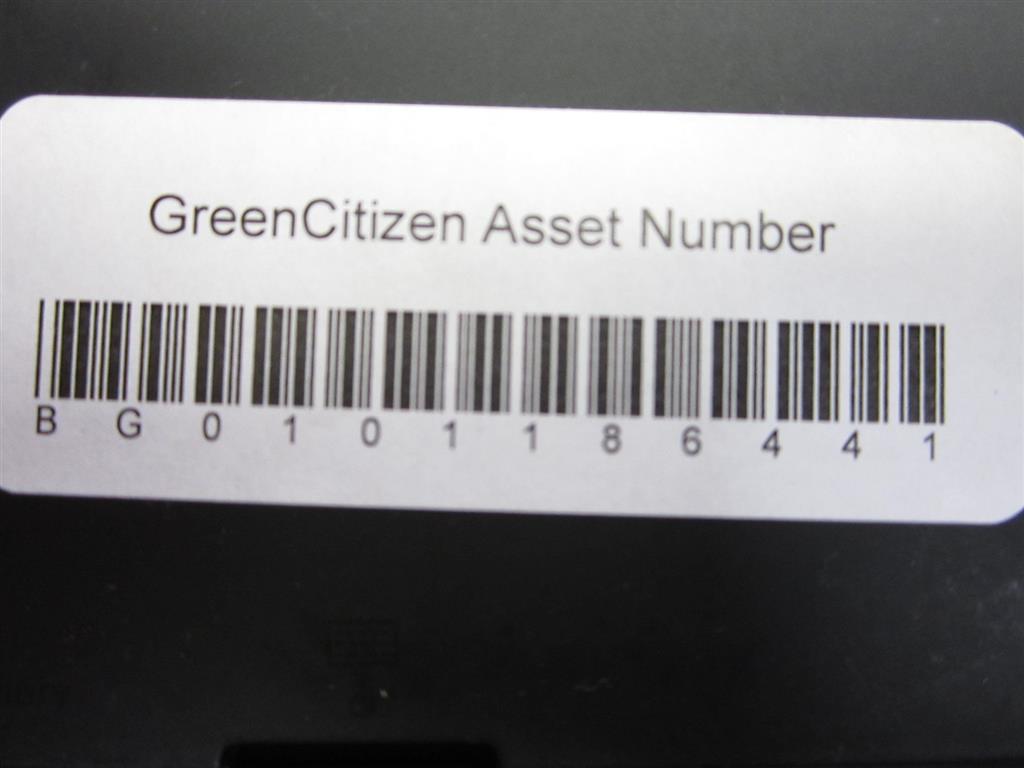 GreenCitizen Asset Number
B G 0 1 0 1 1 8 6 4 4 1